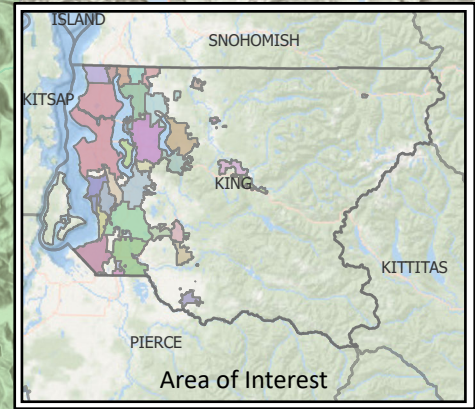 ISLAND
SNOHOMISH
KITSAP
KING
KITTITAS
PIERCE
Area of Interest